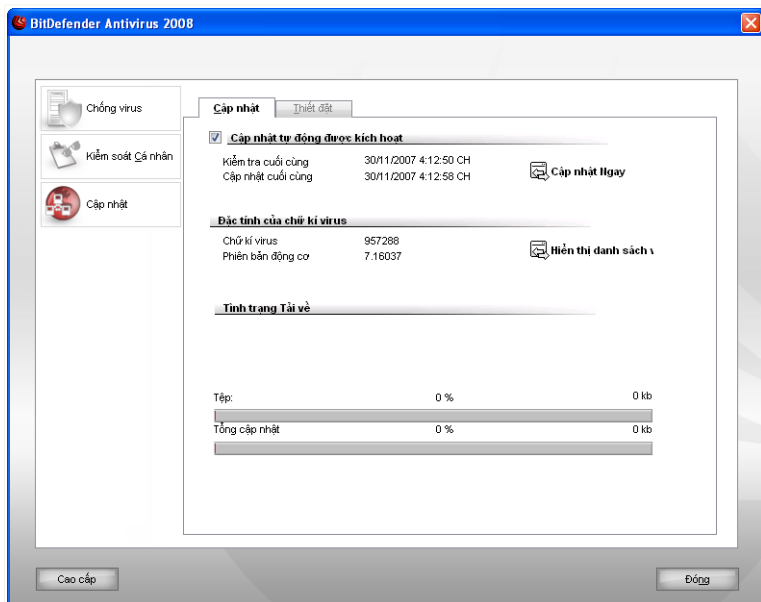 BitDefender Antivirus 2008
Chống virus
Kiểm soát Cá nhân
Cập nhật
Cập nhật
Thiết đặt
Cập nhật tự động được kích hoạt
Kiểm tra cuối cùng 30/11/2007 4:12:50 CH
Cập nhật cuối cùng 30/11/2007 4:12:58 CH
Cập nhật Ngay
Đặc tính của chữ kí virus
Chữ kí virus 957288
Phiên bản động cơ 7.16037
Hiển thị danh sách v
Tình trạng Tải về
Tệp: 0 % 0 kb
Tổng cập nhật 0 % 0 kb
Cao cấp
Đóng